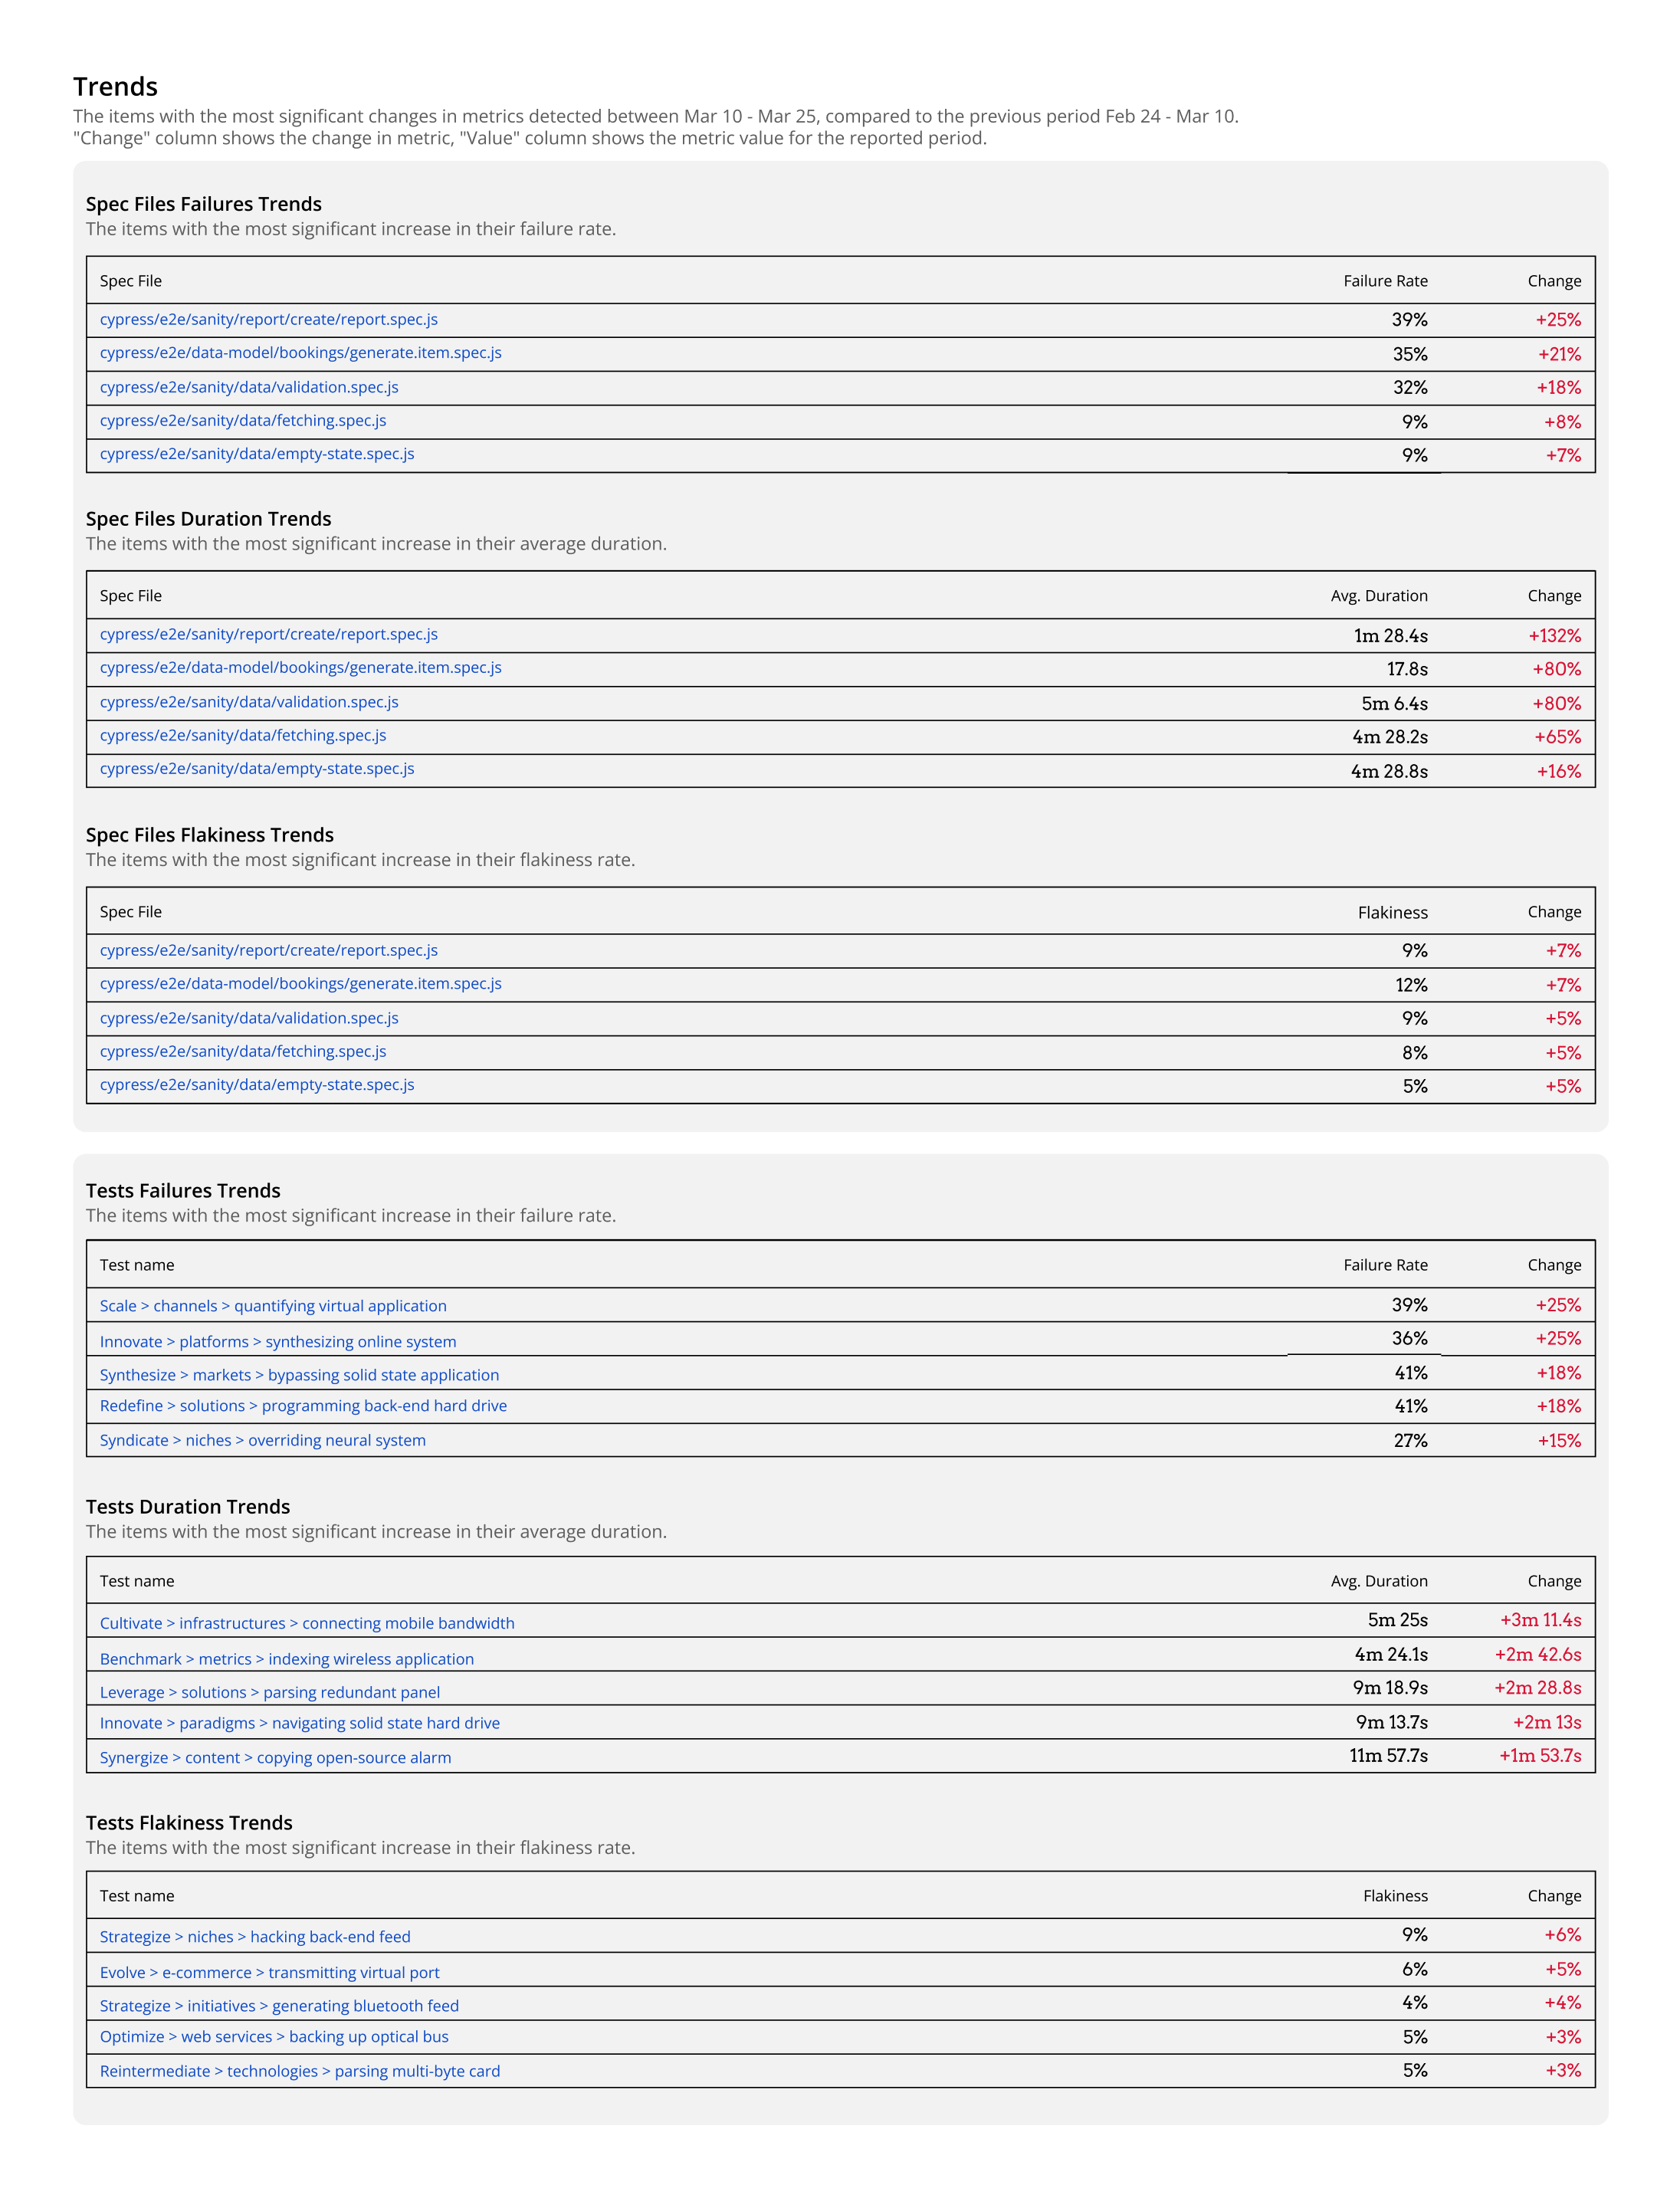 Trends
The items with the most significant changes in metrics detected between Mar 10 - Mar 25, compared to the previous period Feb 24 - Mar 10.
"Change" column shows the change in metric, "Value" column shows the metric value for the reported period.
Spec Files Failures Trends
The items with the most significant increase in their failure rate.
Spec File Failure Rate Change
cypress/e2e/sanity/report/create/report.spec.js 39% +25%
cypress/e2e/data-model/bookings/generate.item.spec.js 35% +21%
cypress/e2e/sanity/data/validation.spec.js 32% +18%
cypress/e2e/sanity/data/fetching.spec.js 9% +8%
cypress/e2e/sanity/data/empty-state.spec.js 9% +7%
Spec Files Duration Trends
The items with the most significant increase in their average duration.
Spec File Avg. Duration Change
cypress/e2e/sanity/report/create/report.spec.js 1m 28.4s +132%
cypress/e2e/data-model/bookings/generate.item.spec.js 17.8s +80%
cypress/e2e/sanity/data/validation.spec.js 5m 6.4s +80%
cypress/e2e/sanity/data/fetching.spec.js 4m 28.2s +65%
cypress/e2e/sanity/data/empty-state.spec.js 4m 28.8s +16%
Spec Files Flakiness Trends
The items with the most significant increase in their flakiness rate.
Spec File Flakiness Change
cypress/e2e/sanity/report/create/report.spec.js 9% +7%
cypress/e2e/data-model/bookings/generate.item.spec.js 12% +7%
cypress/e2e/sanity/data/validation.spec.js 9% +5%
cypress/e2e/sanity/data/fetching.spec.js 8% +5%
cypress/e2e/sanity/data/empty-state.spec.js 5% +5%
Tests Failures Trends
The items with the most significant increase in their failure rate.
Test name Failure Rate Change
Scale > channels > quantifying virtual application 39% +25%
Innovate > platforms > synthesizing online system 36% +25%
Synthesize > markets > bypassing solid state application 41% +18%
Redefine > solutions > programming back-end hard drive 41% +18%
Syndicate > niches > overriding neural system 27% +15%
Tests Duration Trends
The items with the most significant increase in their average duration.
Test name Avg. Duration Change
Cultivate > infrastructures > connecting mobile bandwidth 5m 25s +3m 11.4s
Benchmark > metrics > indexing wireless application 4m 24.1s +2m 42.6s
Leverage > solutions > parsing redundant panel 9m 18.9s +2m 28.8s
Innovate > paradigms > navigating solid state hard drive 9m 13.7s +2m 13s
Synergize > content > copying open-source alarm 11m 57.7s +1m 53.7s
Tests Flakiness Trends
The items with the most significant increase in their flakiness rate.
Test name Flakiness Change
Strategize > niches > hacking back-end feed 9% +6%
Evolve > e-commerce > transmitting virtual port 6% +5%
Strategize > initiatives > generating bluetooth feed 4% +4%
Optimize > web services > backing up optical bus 5% +3%
Reintermediate > technologies > parsing multi-byte card 5% +3%